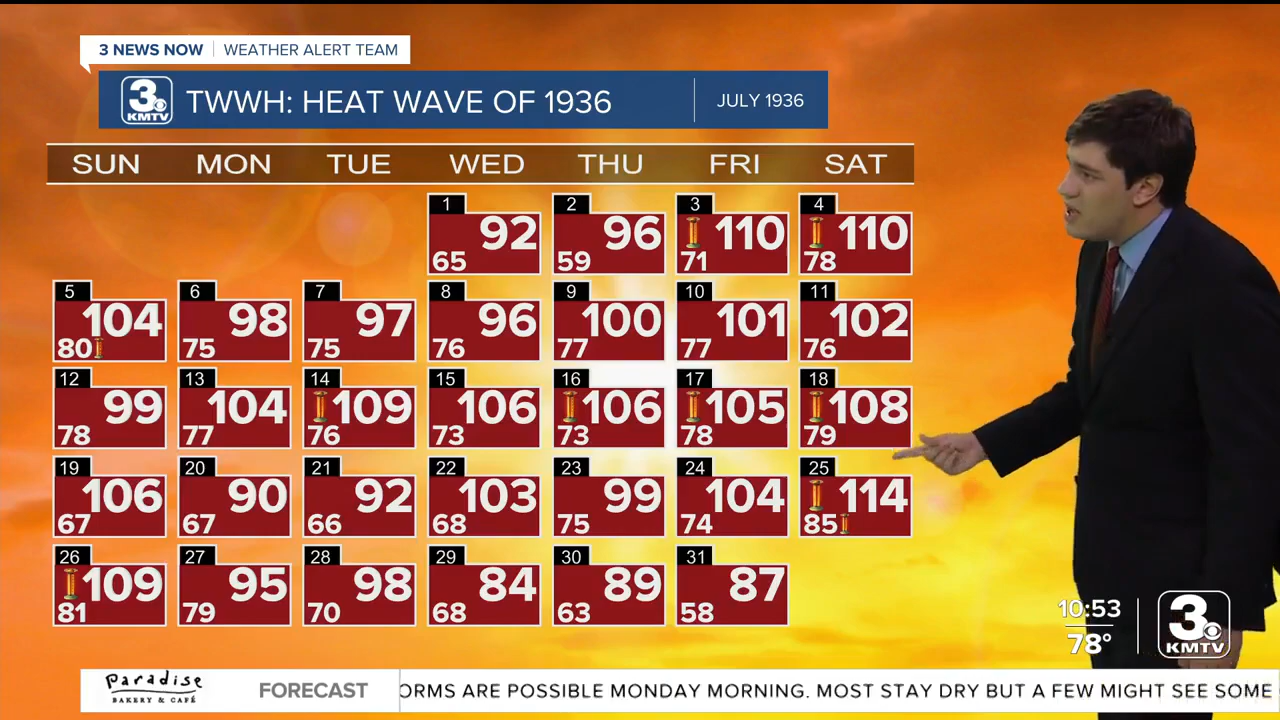 3 NEWS NOW | WEATHER ALERT TEAM
3 KMTV TWWH: HEAT WAVE OF 1936 | JULY 1936
SUN MON TUE WED THU FRI SAT
1 2 3 4
92 96 110 110
65 59 71 78
5 6 7 8 9 10 11
104 98 97 96 100 101 102
80 75 75 76 77 77 76
12 13 14 15 16 17 18
99 104 109 106 106 105 108
78 77 76 73 73 78 79
19 20 21 22 23 24 25
106 90 92 103 99 104 114
67 67 66 68 75 74 85
26 27 28 29 30 31
109 95 98 84 89 87
81 79 70 68 63 58
10:53
78°
3
KMTV
Paradise
BAKERY & CAFÉ
FORECAST
ORMS ARE POSSIBLE MONDAY MORNING. MOST STAY DRY BUT A FEW MIGHT SEE SOME